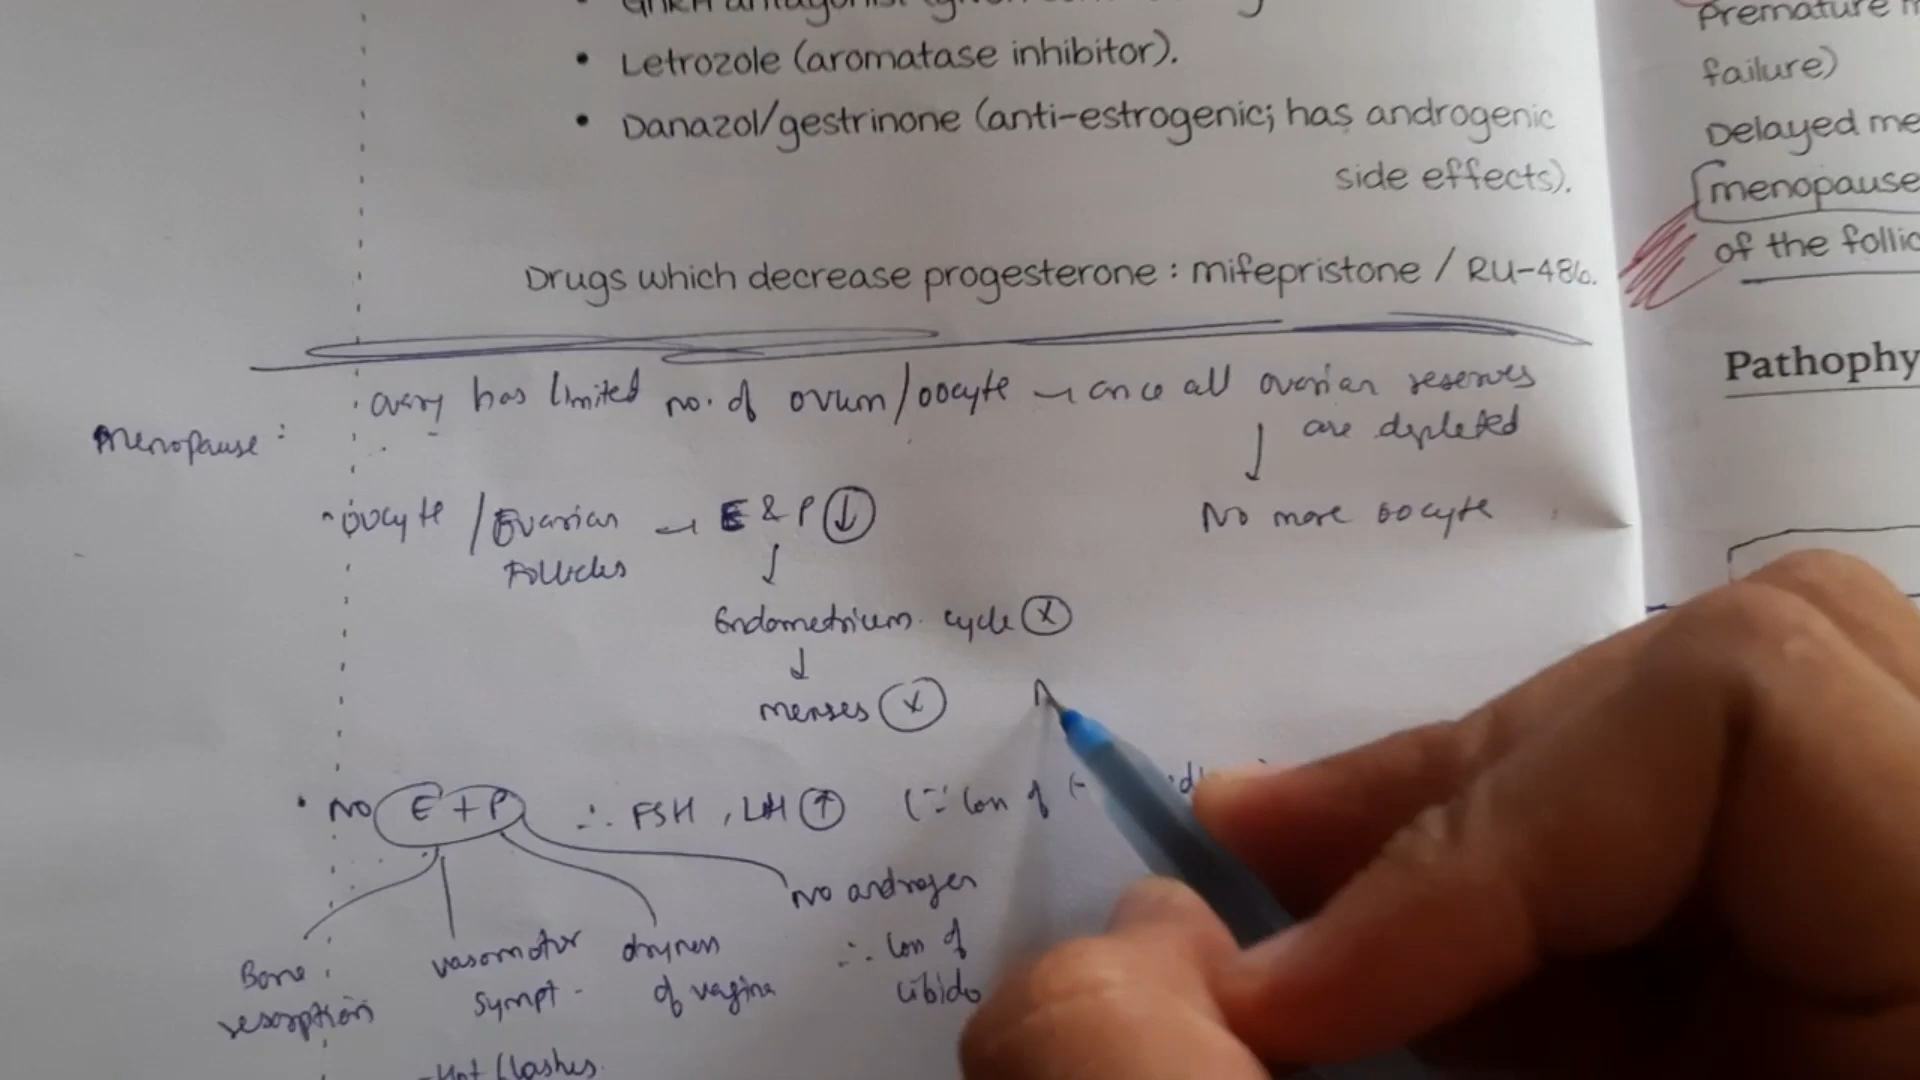 Letrozole (aromatase inhibitor).
Danazol/gestrinone (anti-estrogenic; has androgenic
side effects).
Drugs which decrease progesterone : mifepristone / RU-486.
Menopause :
ovary has limited no. of ovum/oocyte → once all ovarian reserves
are depleted
↓
No more oocyte
oocyte / Ovarian → E & P ↓
Follicles
↓
Endometrium cycle x
↓
menses x
No E + P ∴ FSH, LH ↑ (∵ loss of
Bone
resorption
vasomotor
sympt -
dryness
of vagina
No androgen
∴ loss of
libido
- Hot flashes.
Premature
failure)
Delayed me
menopause
of the follic
Pathophy